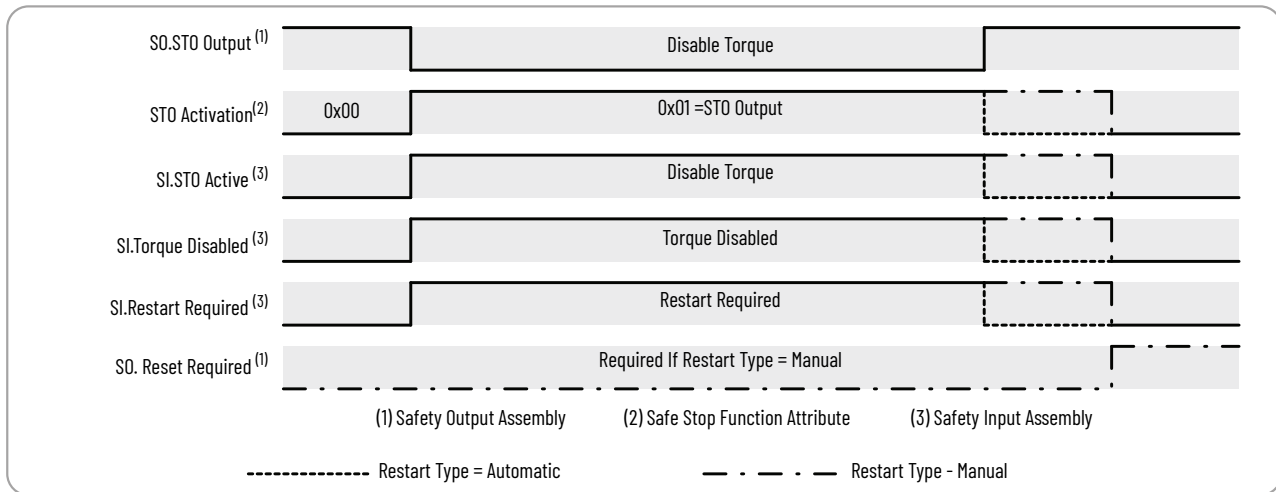 SO.STO Output (1)
Disable Torque
STO Activation(2)
0x00
0x01 =STO Output
SI.STO Active (3)
Disable Torque
SI.Torque Disabled (3)
Torque Disabled
SI.Restart Required (3)
Restart Required
SO. Reset Required (1)
Required If Restart Type = Manual
(1) Safety Output Assembly
(2) Safe Stop Function Attribute
(3) Safety Input Assembly
Restart Type = Automatic
Restart Type - Manual